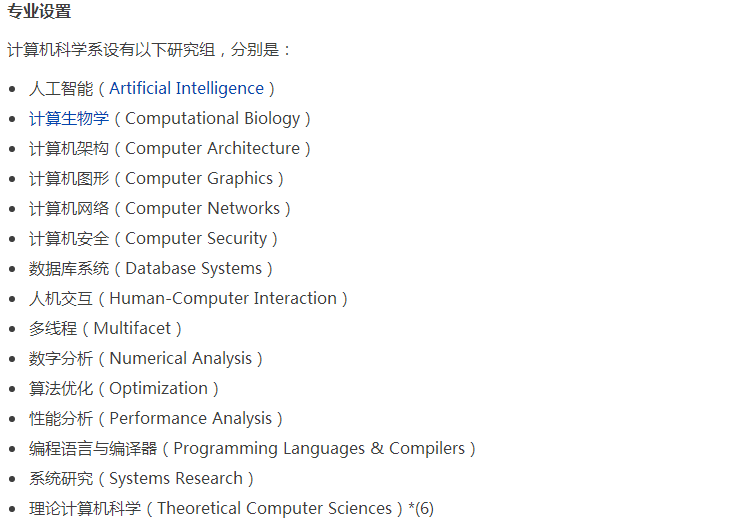 专业设置
计算机科学系设有以下研究组，分别是：
人工智能（Artificial Intelligence）
计算生物学（Computational Biology）
计算机架构（Computer Architecture）
计算机图形（Computer Graphics）
计算机网络（Computer Networks）
计算机安全（Computer Security）
数据库系统（Database Systems）
人机交互（Human-Computer Interaction）
多线程（Multifacet）
数字分析（Numerical Analysis）
算法优化（Optimization）
性能分析（Performance Analysis）
编程语言与编译器（Programming Languages & Compilers）
系统研究（Systems Research）
理论计算机科学（Theoretical Computer Sciences）*(6)